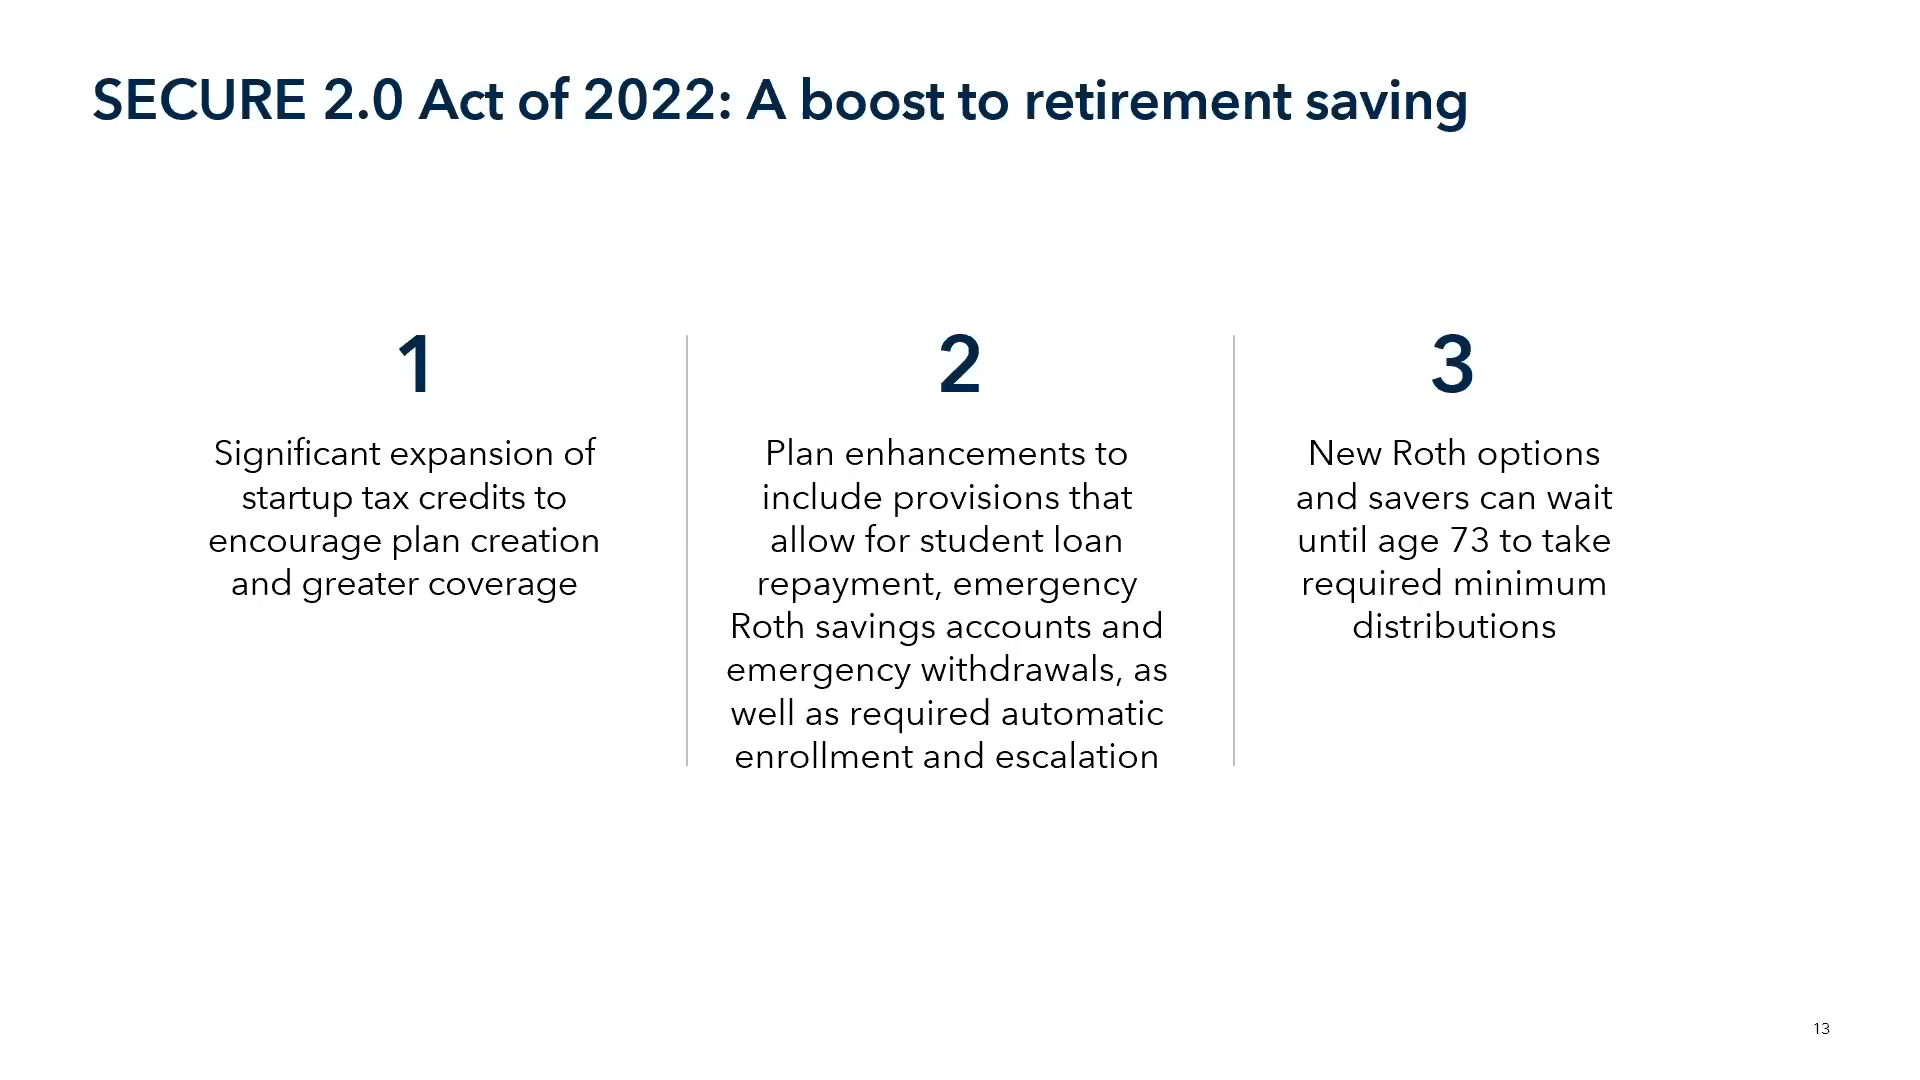 SECURE 2.0 Act of 2022: A boost to retirement saving
1
Significant expansion of
startup tax credits to
encourage plan creation
and greater coverage
2
Plan enhancements to
include provisions that
allow for student loan
repayment, emergency
Roth savings accounts and
emergency withdrawals, as
well as required automatic
enrollment and escalation
3
New Roth options
and savers can wait
until age 73 to take
required minimum
distributions
13